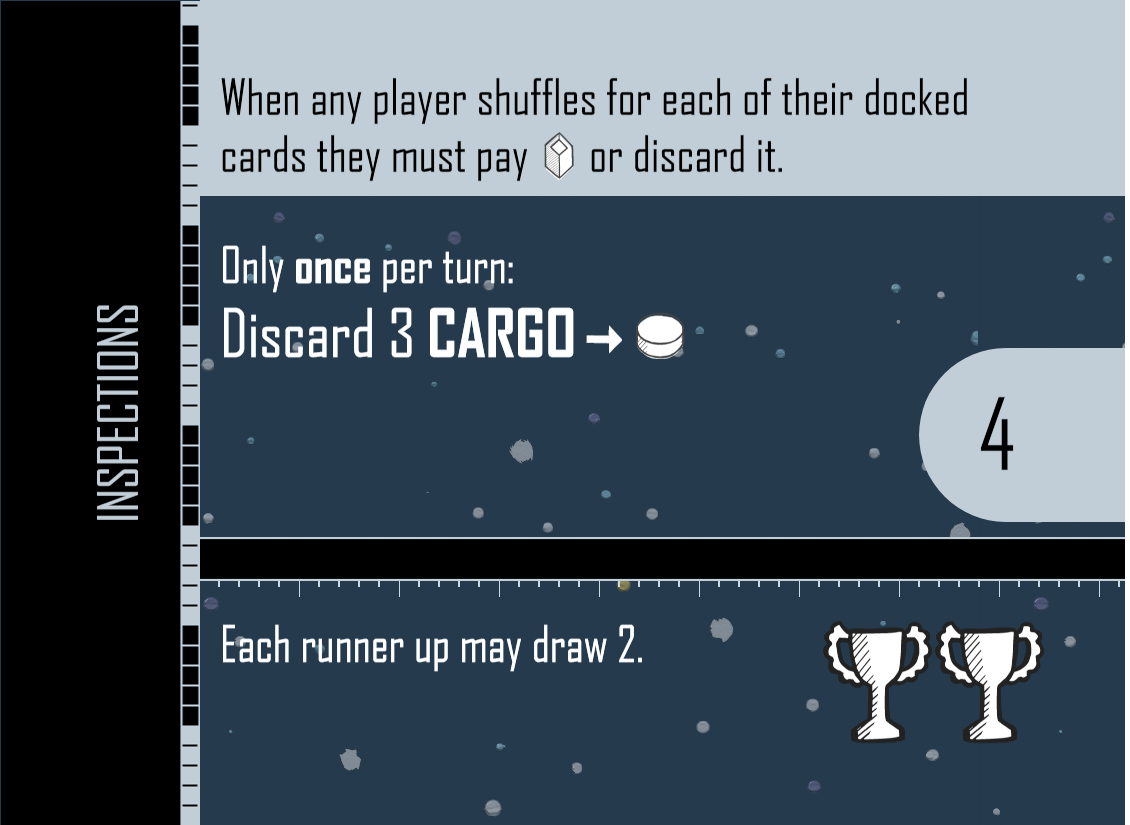 When any player shuffles for each of their docked
cards they must pay or discard it.
Only once per turn:
Discard 3 CARGO →
4
Each runner up may draw 2.
INSPECTIONS